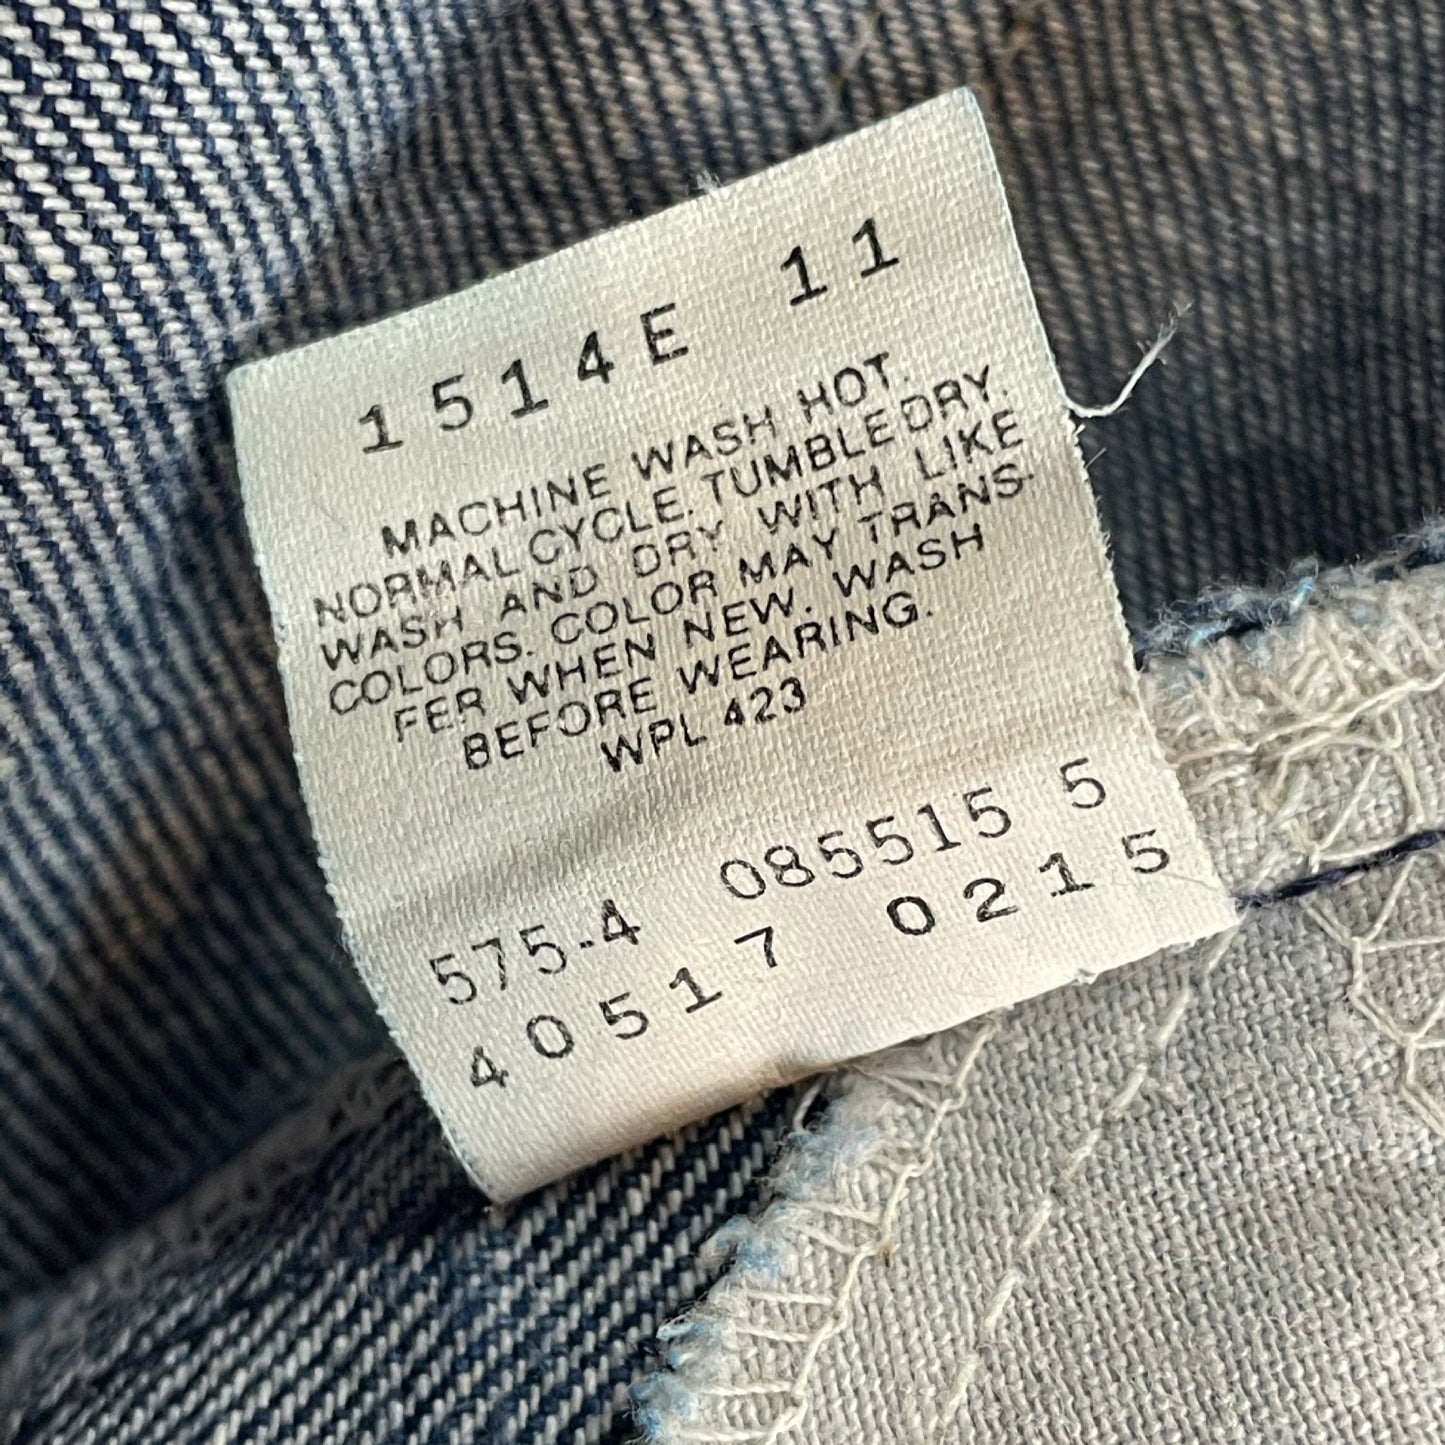 1514E 11
MACHINE WASH HOT.
NORMAL CYCLE. TUMBLE DRY.
WASH AND DRY WITH LIKE
COLORS. COLOR MAY TRANS-
FER WHEN NEW. WASH
BEFORE WEARING.
WPL 423
575-4 085515 5
40517 0215